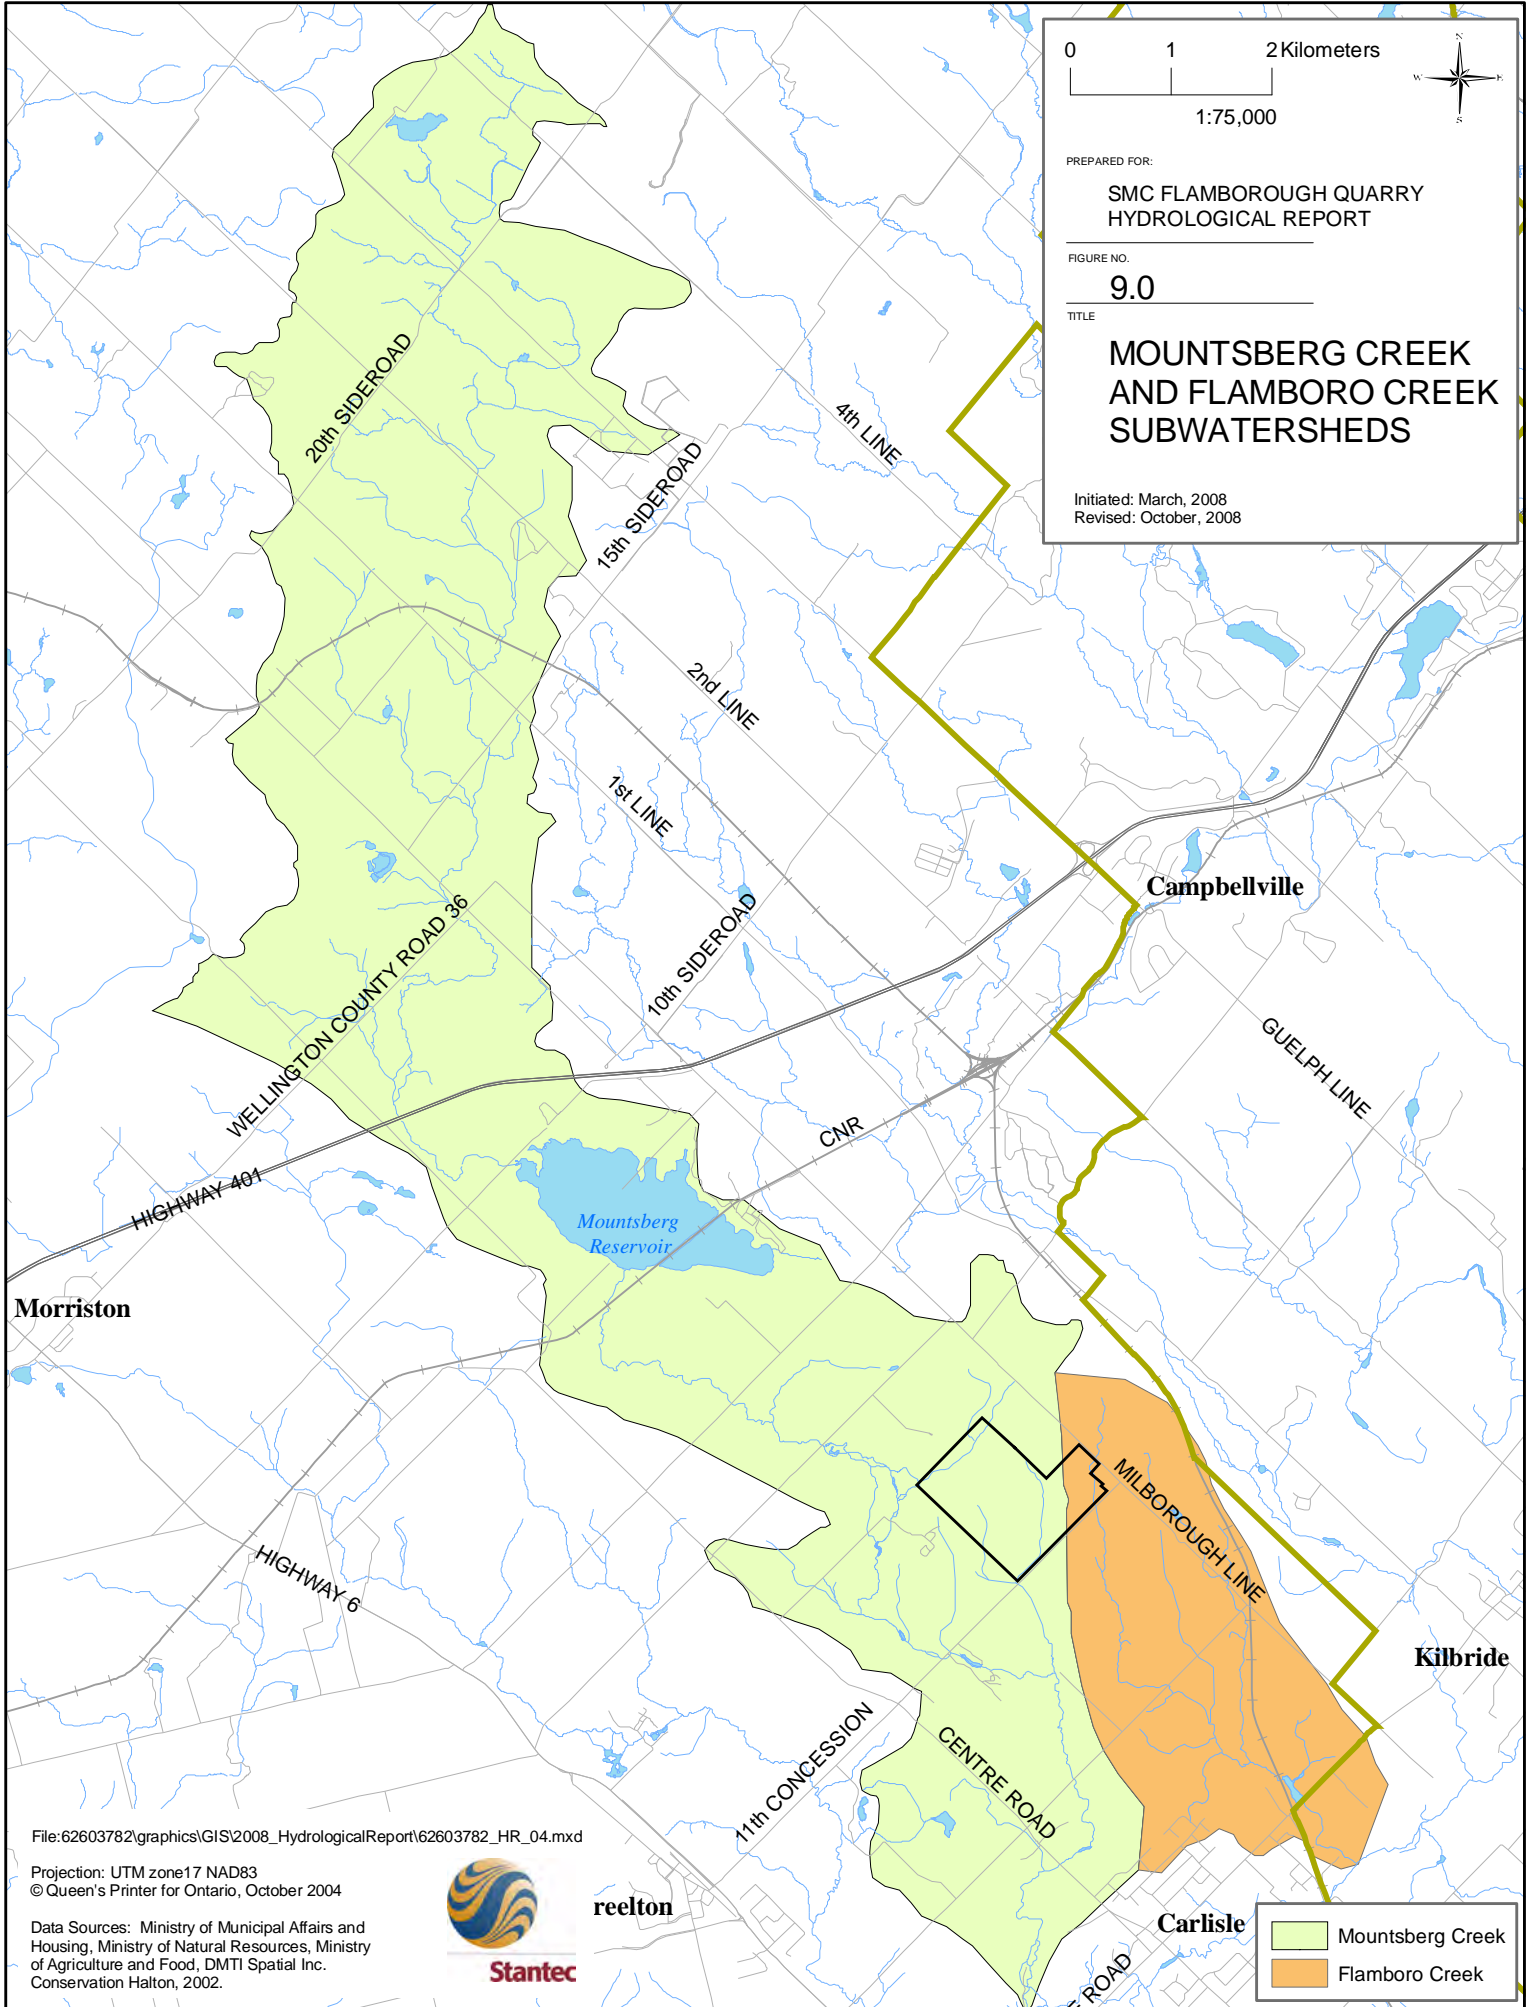 0 1 2 Kilometers
N
W E
S
1:75,000
PREPARED FOR:
SMC FLAMBOROUGH QUARRY
HYDROLOGICAL REPORT
FIGURE NO.
9.0
TITLE
MOUNTSBERG CREEK
AND FLAMBORO CREEK
SUBWATERSHEDS
Initiated: March, 2008
Revised: October, 2008
20th SIDEROAD
4th LINE
15th SIDEROAD
2nd LINE
1st LINE
Campbellville
WELLINGTON COUNTY ROAD 36
10th SIDEROAD
GUELPH LINE
CNR
HIGHWAY 401
Mountsberg
Reservoir
Morriston
MILBOROUGH LINE
HIGHWAY 6
Kilbride
11th CONCESSION
CENTRE ROAD
File:62603782\graphics\GIS\2008_HydrologicalReport\62603782_HR_04.mxd
Projection: UTM zone17 NAD83
© Queen's Printer for Ontario, October 2004
Data Sources: Ministry of Municipal Affairs and
Housing, Ministry of Natural Resources, Ministry
of Agriculture and Food, DMTI Spatial Inc.
Conservation Halton, 2002.
Stantec
reelton
Carlisle
E ROAD
Mountsberg Creek
Flamboro Creek